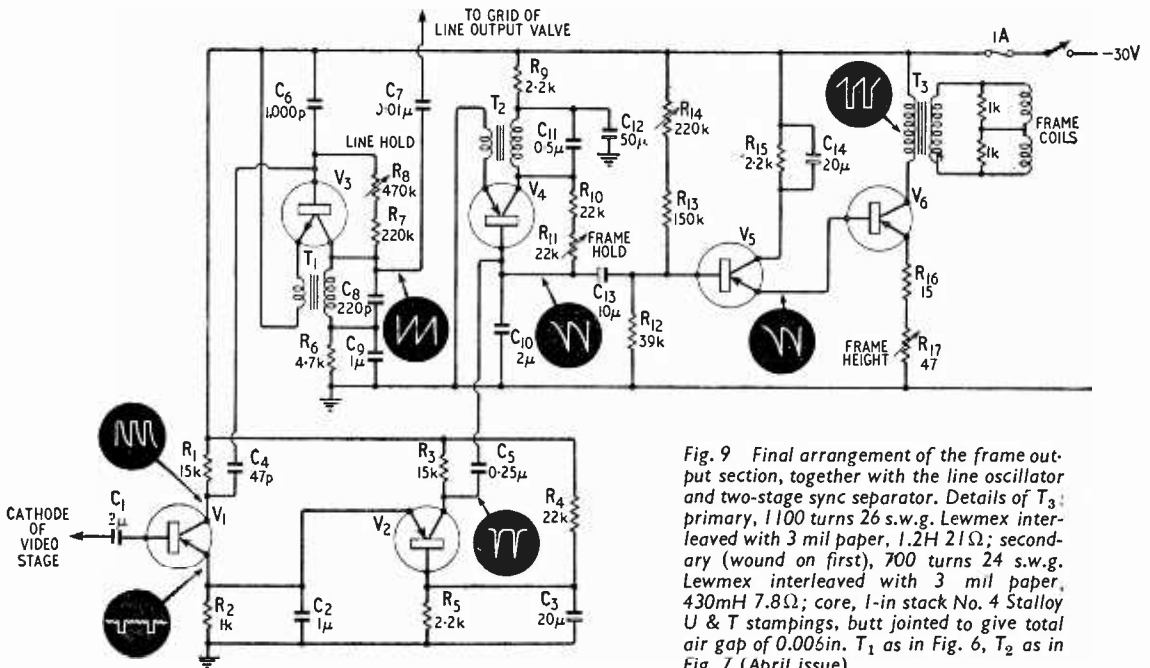 TO GRID OF
LINE OUTPUT VALVE
1A
−30V
C6
1,000p
C7
0.01μ
R9
2.2k
T2
C11
0.5μ
C12
50μ
R14
220k
R15
2.2k
C14
20μ
T3
1k
1k
FRAME
COILS
LINE HOLD
V3
R8
470k
R7
220k
V4
R10
22k
R11
22k
FRAME
HOLD
R13
150k
V5
V6
T1
C8
220p
C13
10μ
R16
15
R6
4.7k
C9
1μ
C10
2μ
R12
39k
FRAME
HEIGHT
R17
47
R1
15k
C4
47p
R3
15k
C5
0.25μ
R4
22k
C1
2μ
CATHODE
OF
VIDEO
STAGE
V1
V2
R2
1k
C2
1μ
R5
2.2k
C3
20μ
Fig. 9 Final arrangement of the frame out-
put section, together with the line oscillator
and two-stage sync separator. Details of T3:
primary, 1100 turns 26 s.w.g. Lewmex inter-
leaved with 3 mil paper, 1.2H 21Ω; second-
ary (wound on first), 700 turns 24 s.w.g.
Lewmex interleaved with 3 mil paper,
430mH 7.8Ω; core, 1-in stack No. 4 Stalloy
U & T stampings, butt jointed to give total
air gap of 0.006in. T1 as in Fig. 6, T2 as in
Fig. 7 (April issue)